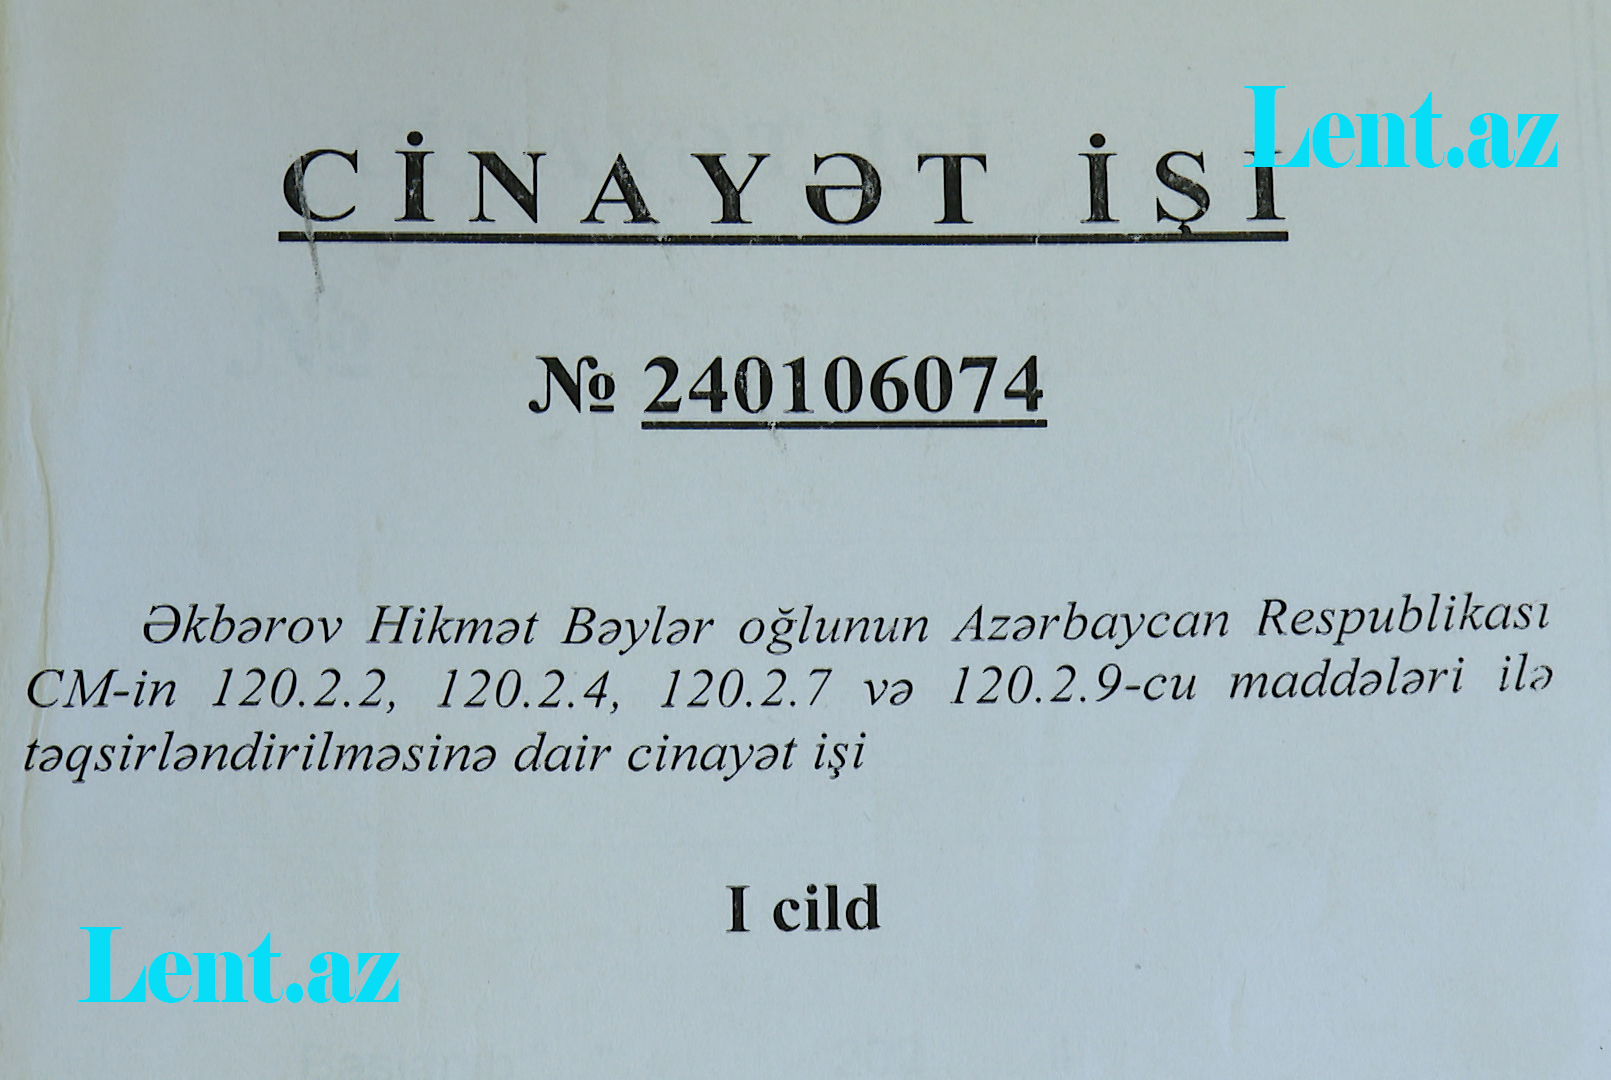 Lent.az
CİNAYƏT İŞİ
№ 240106074
Əkbərov Hikmət Bəylər oğlunun Azərbaycan Respublikası
CM-in 120.2.2, 120.2.4, 120.2.7 və 120.2.9-cu maddələri ilə
təqsirləndirilməsinə dair cinayət işi
I cild
Lent.az